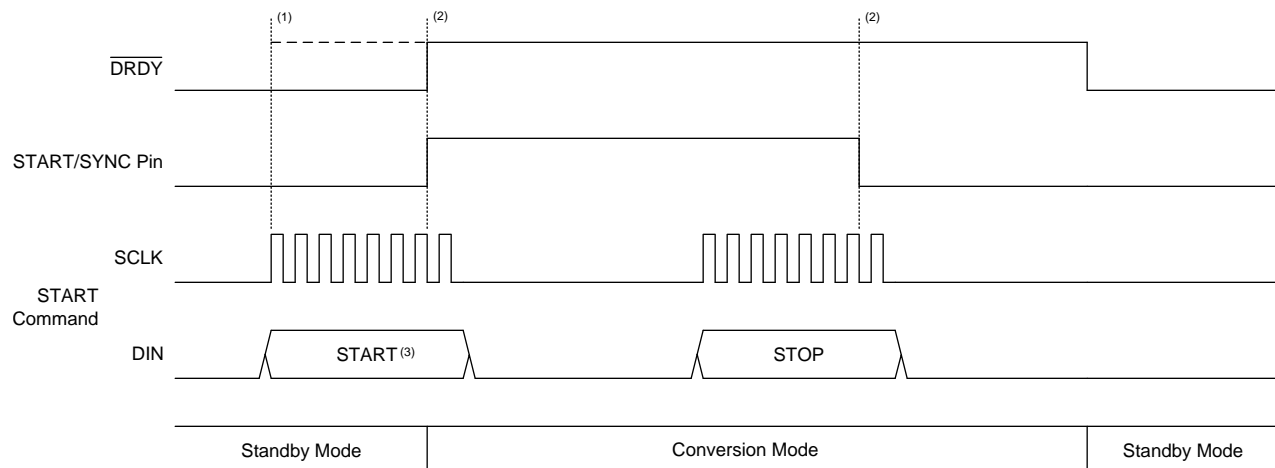 (1)
(2)
(2)
DRDY
START/SYNC Pin
SCLK
START
Command
DIN
START(3)
STOP
Standby Mode
Conversion Mode
Standby Mode